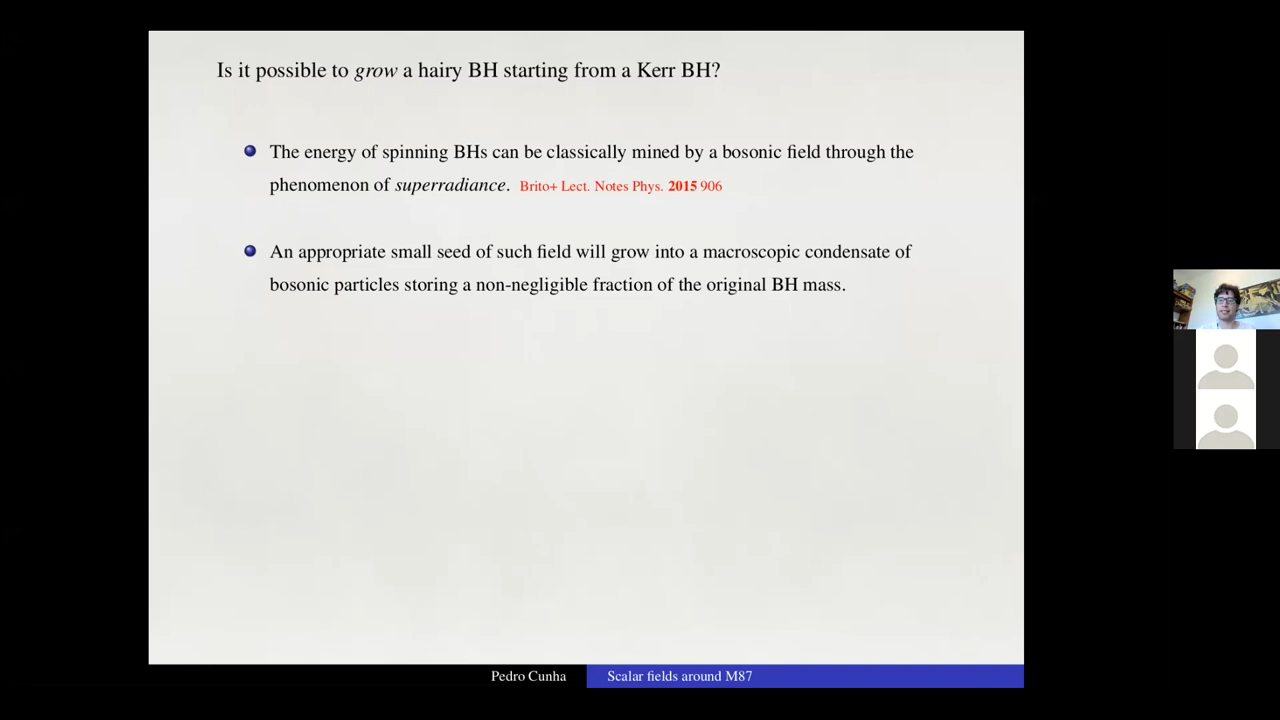 Is it possible to grow a hairy BH starting from a Kerr BH?
The energy of spinning BHs can be classically mined by a bosonic field through the
phenomenon of superradiance. Brito+ Lect. Notes Phys. 2015 906
An appropriate small seed of such field will grow into a macroscopic condensate of
bosonic particles storing a non-negligible fraction of the original BH mass.
Pedro Cunha Scalar fields around M87